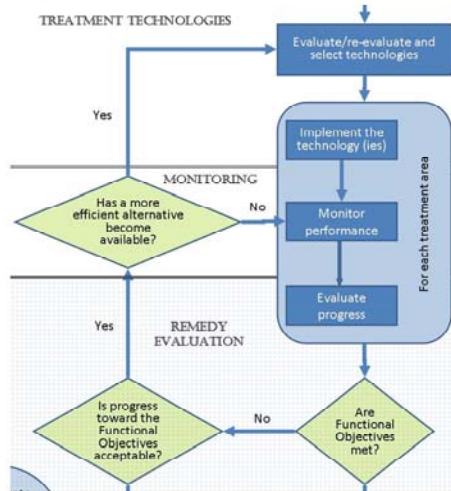 TREATMENT TECHNOLOGIES
Evaluate/re-evaluate and
select technologies
Yes
Implement the
technology (ies)
MONITORING
Has a more
efficient alternative
become
available?
No
Monitor
performance
For each treatment area
Evaluate
progress
Yes
REMEDY
EVALUATION
Is progress
toward the
Functional
Objectives
acceptable?
No
Are
Functional
Objectives
met?